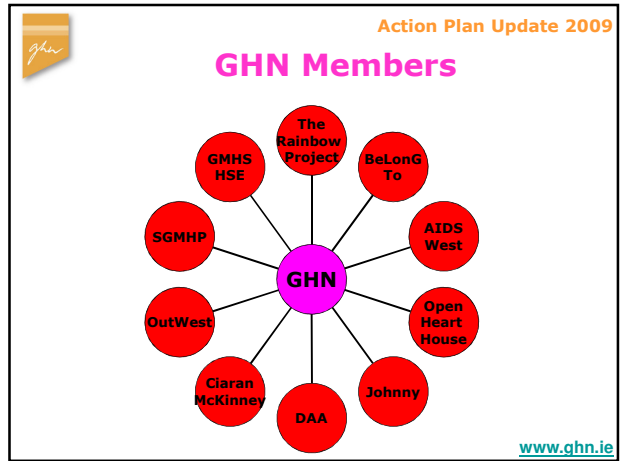 ghn
Action Plan Update 2009
GHN Members
The
Rainbow
Project
BeLonG
To
AIDS
West
Open
Heart
House
Johnny
DAA
Ciaran
McKinney
OutWest
SGMHP
GMHS
HSE
GHN
www.ghn.ie